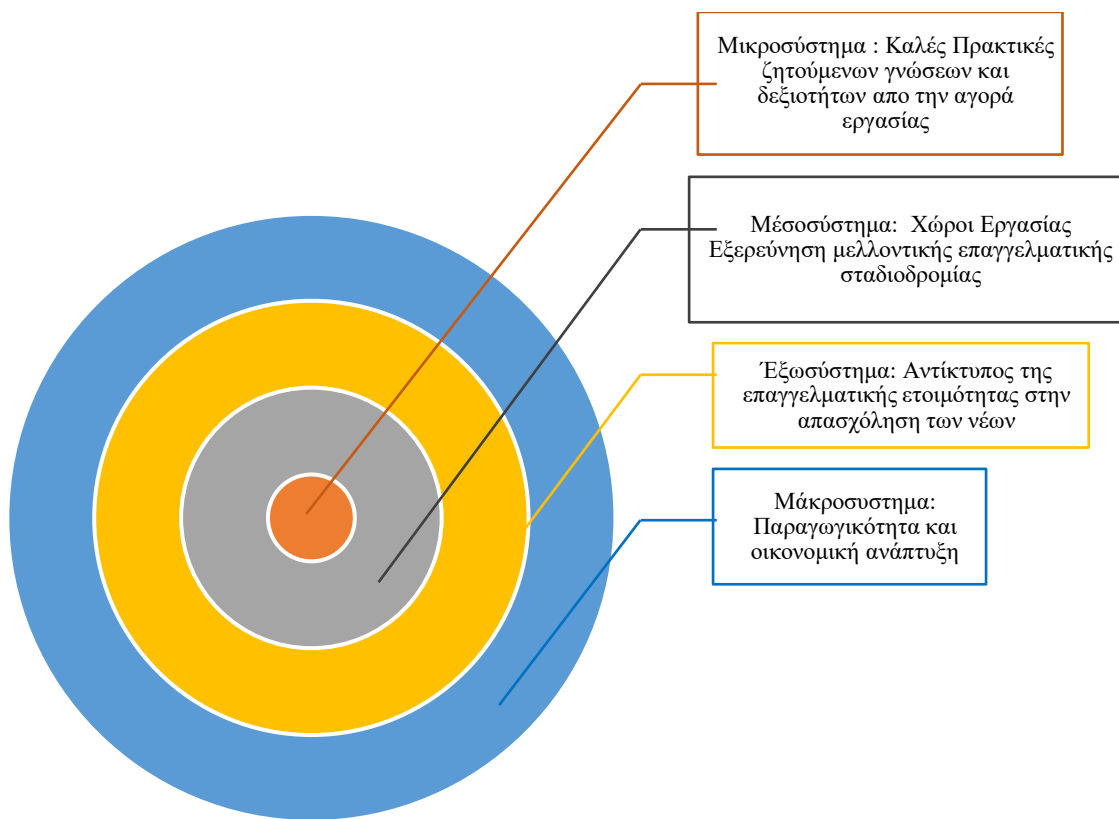 Μικροσύστημα : Καλές Πρακτικές
ζητούμενων γνώσεων και
δεξιοτήτων απο την αγορά
εργασίας
Μέσοσύστημα:  Χώροι Εργασίας
Εξερεύνηση μελλοντικής επαγγελματικής
σταδιοδρομίας
Έξωσύστημα: Αντίκτυπος της
επαγγελματικής ετοιμότητας στην
απασχόληση των νέων
Μάκροσυστημα:
Παραγωγικότητα και
οικονομική ανάπτυξη